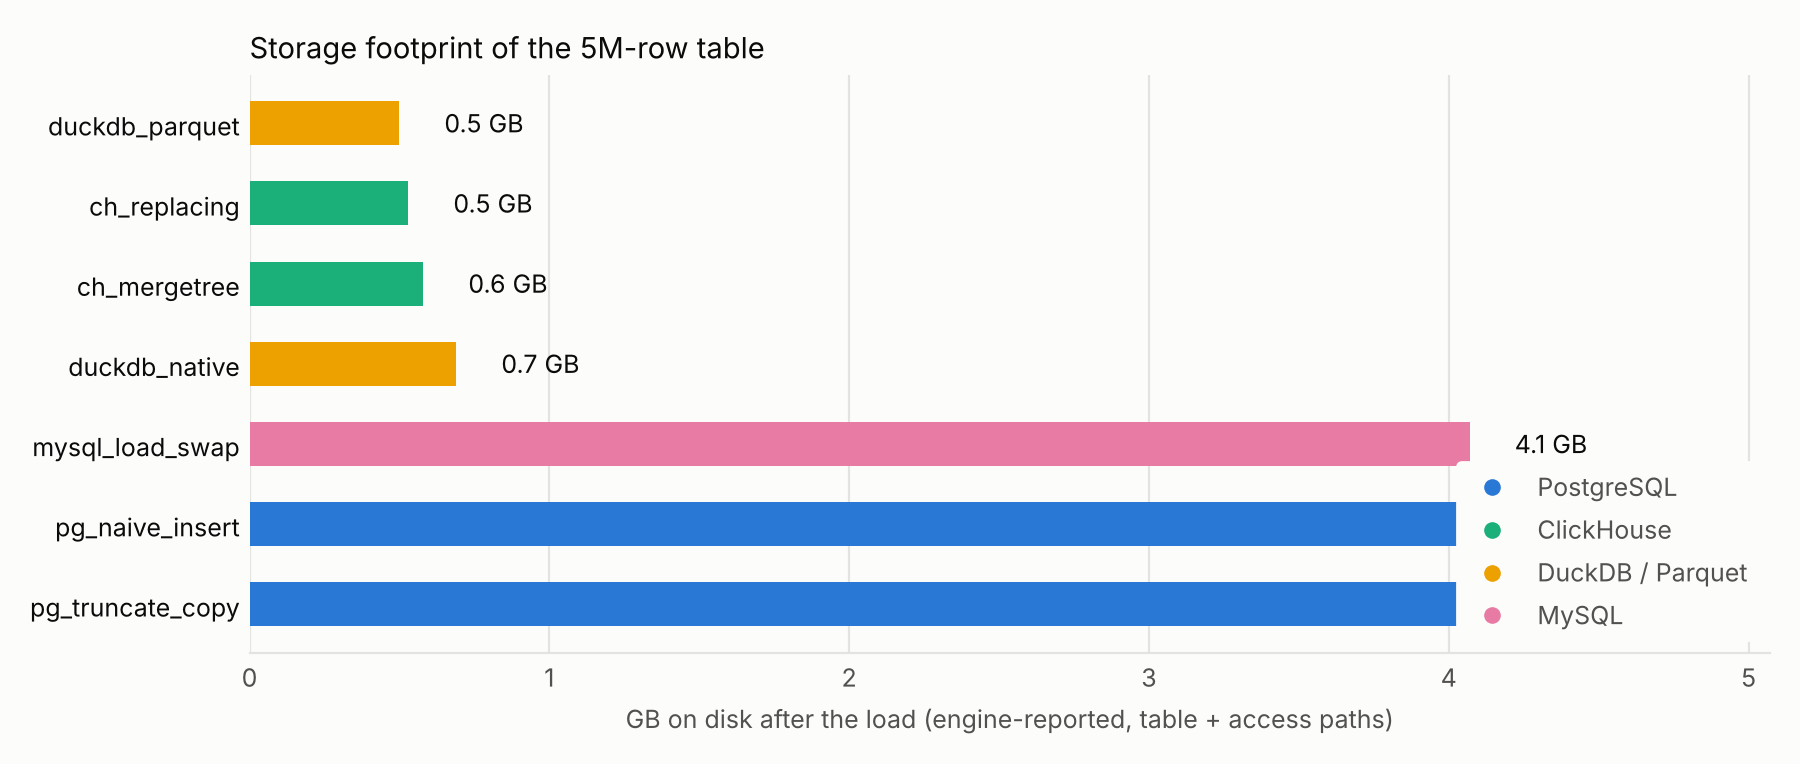 Storage footprint of the 5M-row table
duckdb_parquet
0.5 GB
ch_replacing
0.5 GB
ch_mergetree
0.6 GB
duckdb_native
0.7 GB
mysql_load_swap
4.1 GB
pg_naive_insert
pg_truncate_copy
PostgreSQL
ClickHouse
DuckDB / Parquet
MySQL
0 1 2 3 4 5
GB on disk after the load (engine-reported, table + access paths)